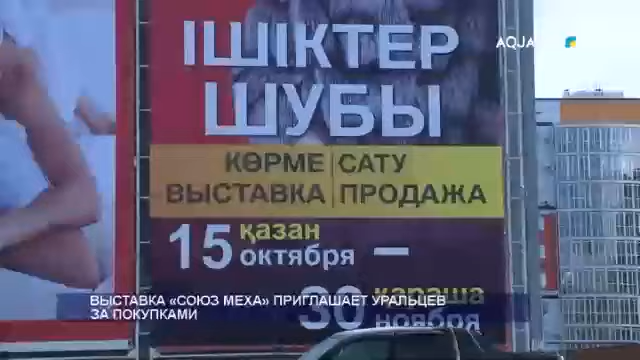 ІШІКТЕР
ШУБЫ
КӨРМЕ САТУ
ВЫСТАВКА ПРОДАЖА
15 қазан октября –
30 қараша ноября
ВЫСТАВКА «СОЮЗ МЕХА» ПРИГЛАШАЕТ УРАЛЬЦЕВ
ЗА ПОКУПКАМИ